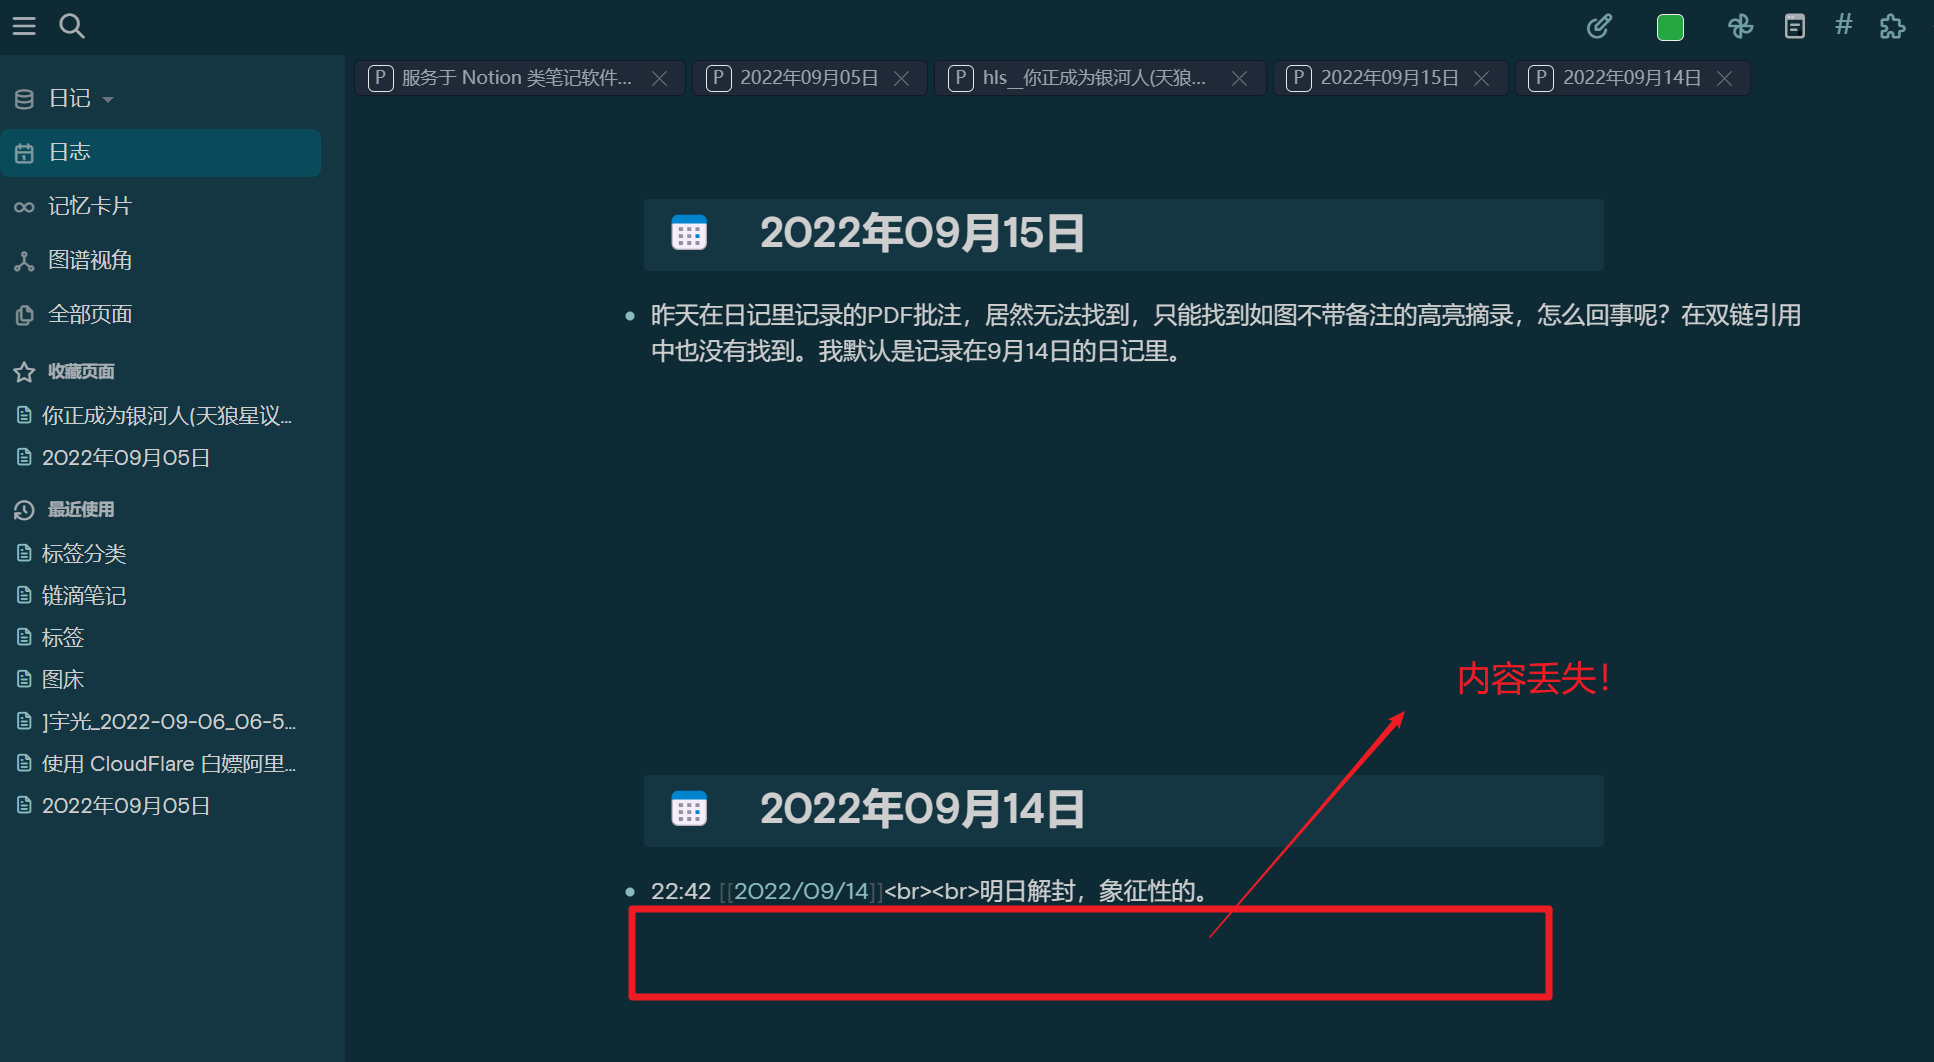 #
P 服务于 Notion 类笔记软件...
P 2022年09月05日
P hls__你正成为银河人(天狼...
P 2022年09月15日
P 2022年09月14日
日记
日志
记忆卡片
图谱视角
全部页面
收藏页面
你正成为银河人(天狼星议...
2022年09月05日
最近使用
标签分类
链滴笔记
标签
图床
]宇光_2022-09-06_06-5...
使用 CloudFlare 白嫖阿里...
2022年09月05日
2022年09月15日
昨天在日记里记录的PDF批注，居然无法找到，只能找到如图不带备注的高亮摘录，怎么回事呢？在双链引用
中也没有找到。我默认是记录在9月14日的日记里。
内容丢失！
2022年09月14日
22:42 [[2022/09/14]]<br><br>明日解封，象征性的。